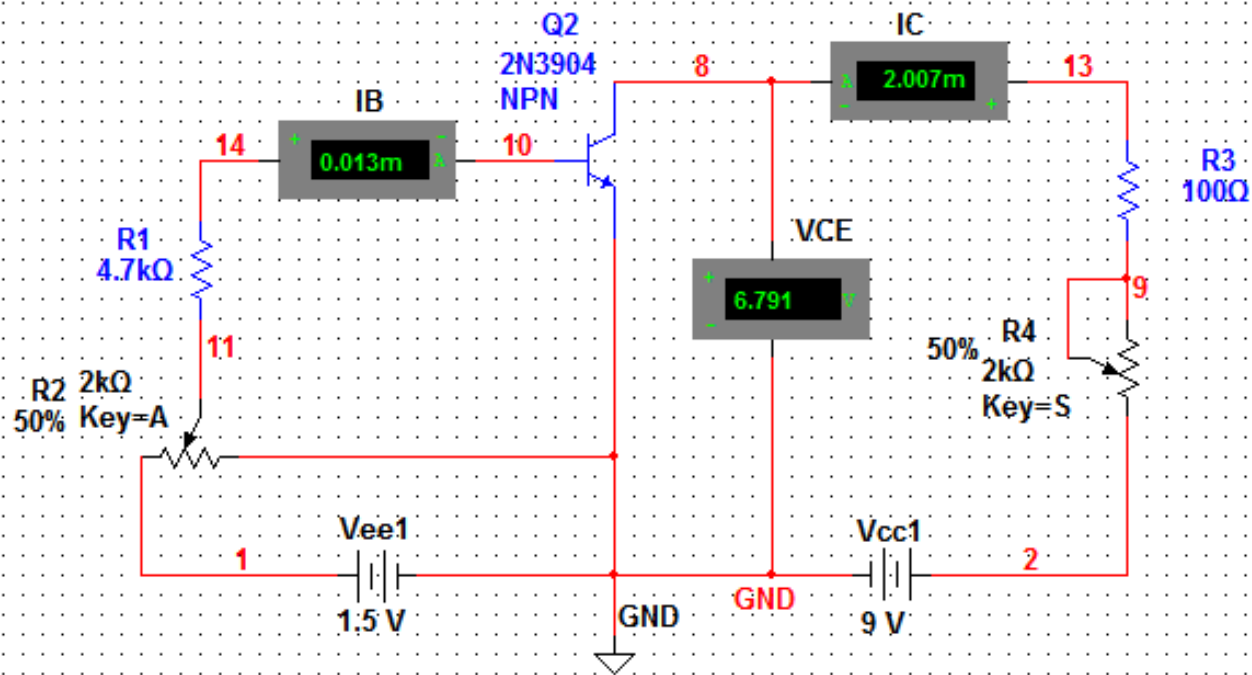 Q2
2N3904
NPN
IC
A
2.007m
-
+
8
13
IB
+
-
0.013m
A
14
10
R3
100Ω
R1
4.7kΩ
VCE
+
6.791
V
-
9
11
R4
50%
2kΩ
Key=S
R2
2kΩ
50%
Key=A
Vee1
1.5 V
1
Vcc1
9 V
2
GND
GND